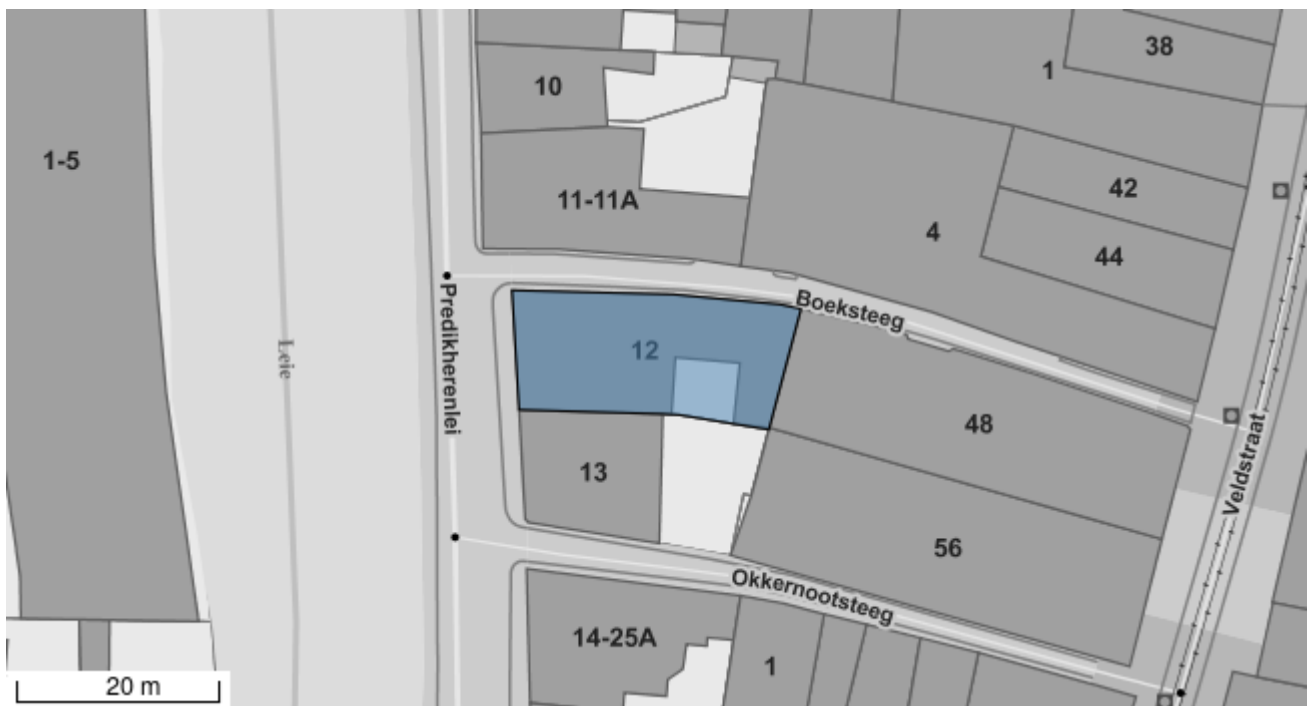 38
1
10
1-5
42
11-11A
4
44
Boeksteeg
Predikherenlei
Leie
12
48
Veldstraat
13
56
Okkernootsteeg
14-25A
1
20 m